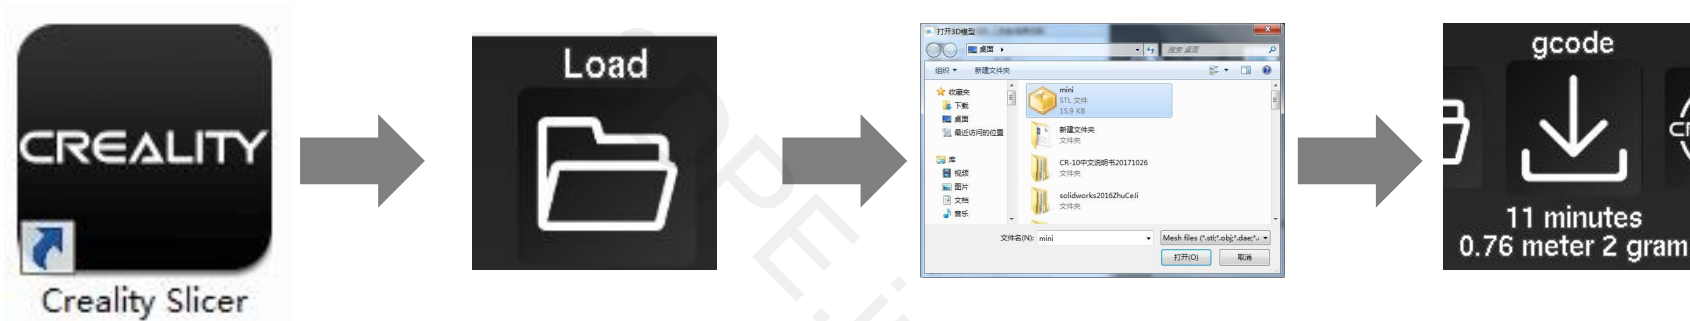 CREALITY
Creality Slicer
Load
打开3D模型
桌面
搜索 桌面
组织
新建文件夹
收藏夹
下载
桌面
最近访问的位置
库
视频
图片
文档
音乐
mini
STL 文件
15.9 KB
新建文件夹
文件夹
CR-10中文说明书20171026
文件夹
solidworks2016ZhuCeJi
文件夹
文件名(N): mini
Mesh files (*.stl;*.obj;*.dae;*.
打开(O)
取消
gcode
11 minutes
0.76 meter 2 gram